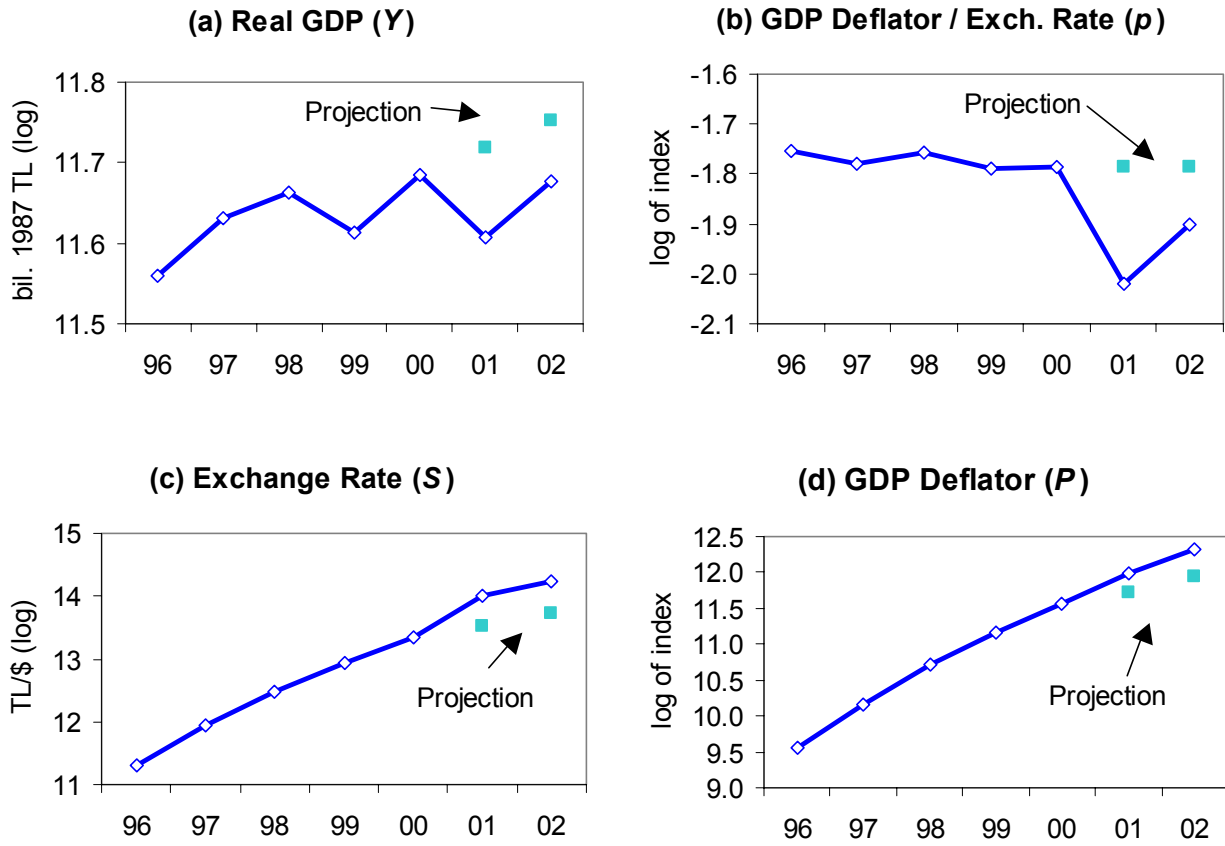 (a) Real GDP (Y)
bil. 1987 TL (log)
11.8
11.7
11.6
11.5
Projection
96 97 98 99 00 01 02
(b) GDP Deflator / Exch. Rate (p)
log of index
-1.6
-1.7
-1.8
-1.9
-2.0
-2.1
Projection
96 97 98 99 00 01 02
(c) Exchange Rate (S)
TL/$ (log)
15
14
13
12
11
Projection
96 97 98 99 00 01 02
(d) GDP Deflator (P)
log of index
12.5
12.0
11.5
11.0
10.5
10.0
9.5
9.0
Projection
96 97 98 99 00 01 02